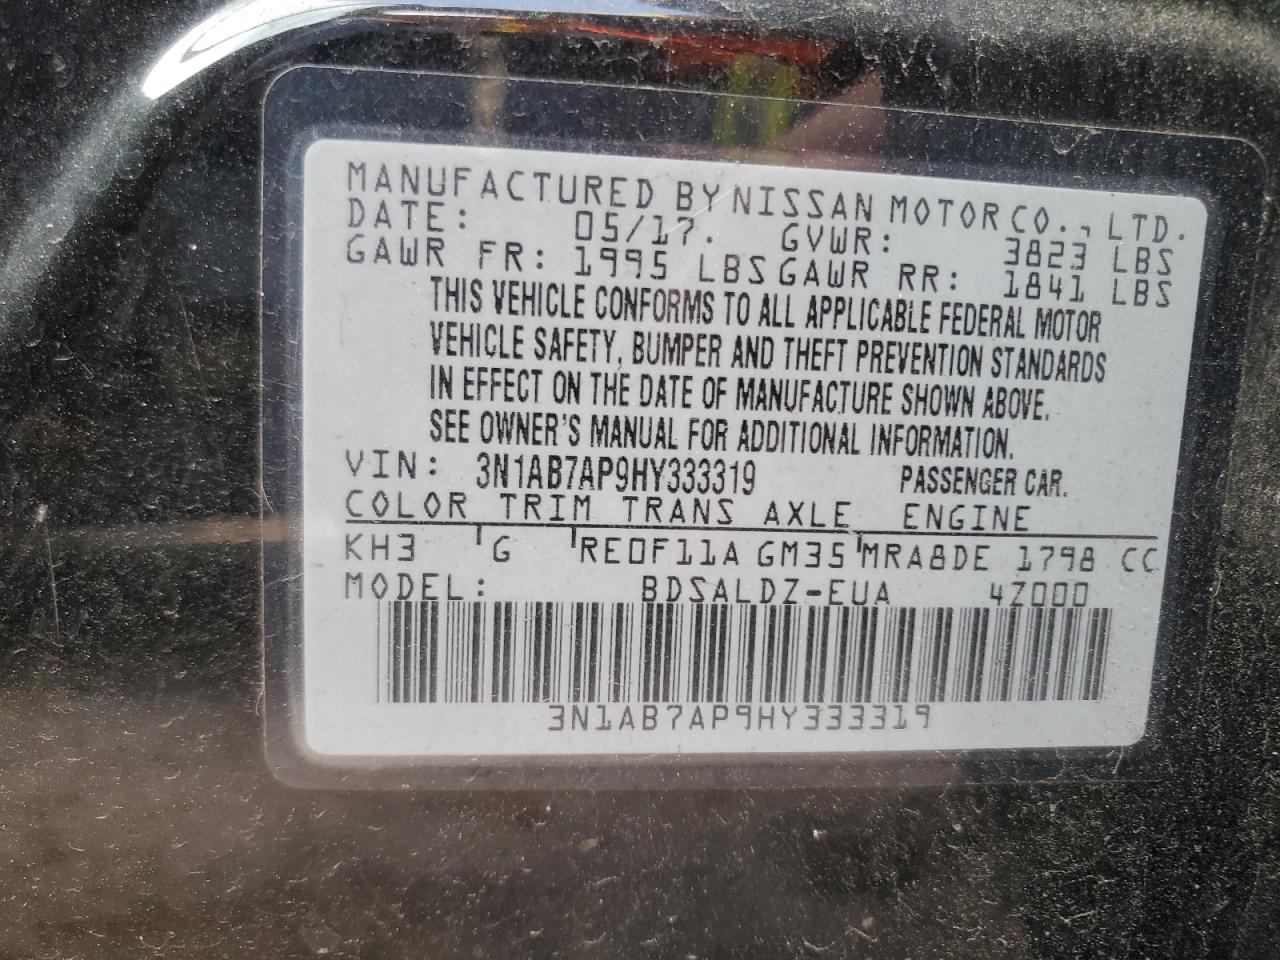 MANUFACTURED BY NISSAN MOTOR CO., LTD.
DATE: 05/17. GVWR: 3823 LBS
GAWR FR: 1995 LBS GAWR RR: 1841 LBS
THIS VEHICLE CONFORMS TO ALL APPLICABLE FEDERAL MOTOR
VEHICLE SAFETY, BUMPER AND THEFT PREVENTION STANDARDS
IN EFFECT ON THE DATE OF MANUFACTURE SHOWN ABOVE.
SEE OWNER'S MANUAL FOR ADDITIONAL INFORMATION.
VIN: 3N1AB7AP9HY333319 PASSENGER CAR.
COLOR TRIM TRANS AXLE ENGINE
KH3 G RE0F11A GM35 MRA8DE 1798 CC
MODEL: BDSALDZ-EUA 4Z000
3N1AB7AP9HY333319